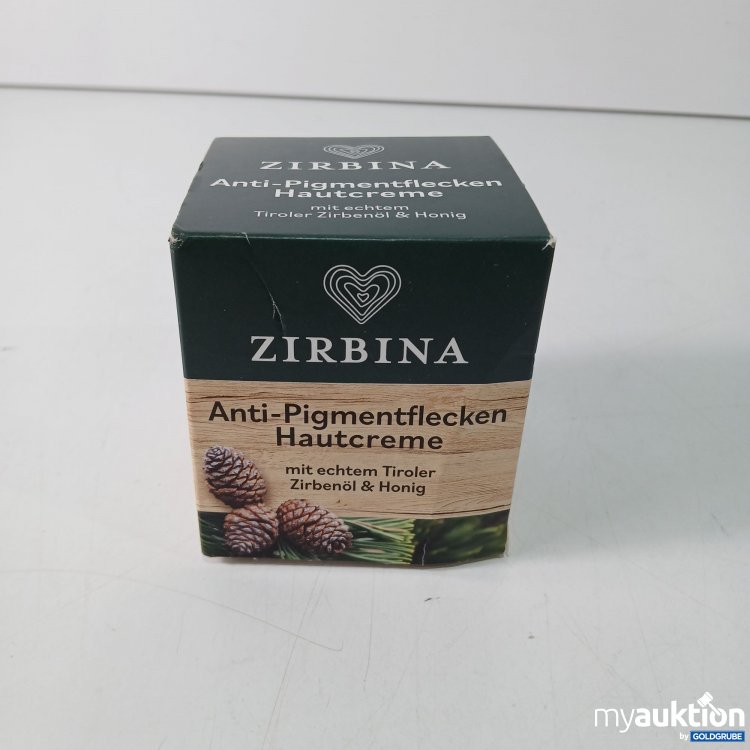 ZIRBINA
Anti-Pigmentflecken
Hautcreme
mit echtem
Tiroler Zirbenöl & Honig
ZIRBINA
Anti-Pigmentflecken
Hautcreme
mit echtem Tiroler
Zirbenöl & Honig
myauktion
by GOLDGRUBE